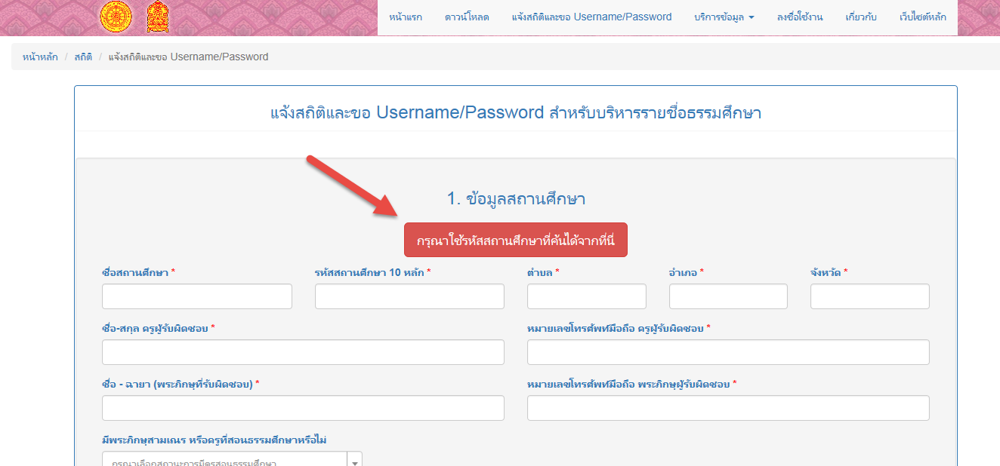 หน้าแรก ดาวน์โหลด แจ้งสถิติและขอ Username/Password บริการข้อมูล ลงชื่อใช้งาน เกี่ยวกับ เว็บไซต์หลัก
หน้าหลัก / สถิติ / แจ้งสถิติและขอ Username/Password
แจ้งสถิติและขอ Username/Password สำหรับบริหารรายชื่อธรรมศึกษา
1. ข้อมูลสถานศึกษา
กรุณาใช้รหัสสถานศึกษาที่ค้นได้จากที่นี่
ชื่อสถานศึกษา * รหัสสถานศึกษา 10 หลัก * ตำบล * อำเภอ * จังหวัด *
ชื่อ-สกุล ครูผู้รับผิดชอบ * หมายเลขโทรศัพท์มือถือ ครูผู้รับผิดชอบ *
ชื่อ - ฉายา (พระภิกษุที่รับผิดชอบ) * หมายเลขโทรศัพท์มือถือ พระภิกษุผู้รับผิดชอบ *
มีพระภิกษุสามเณร หรือครูที่สอนธรรมศึกษาหรือไม่
กรุณาเลือกสถานะการมีครูสอนธรรมศึกษา